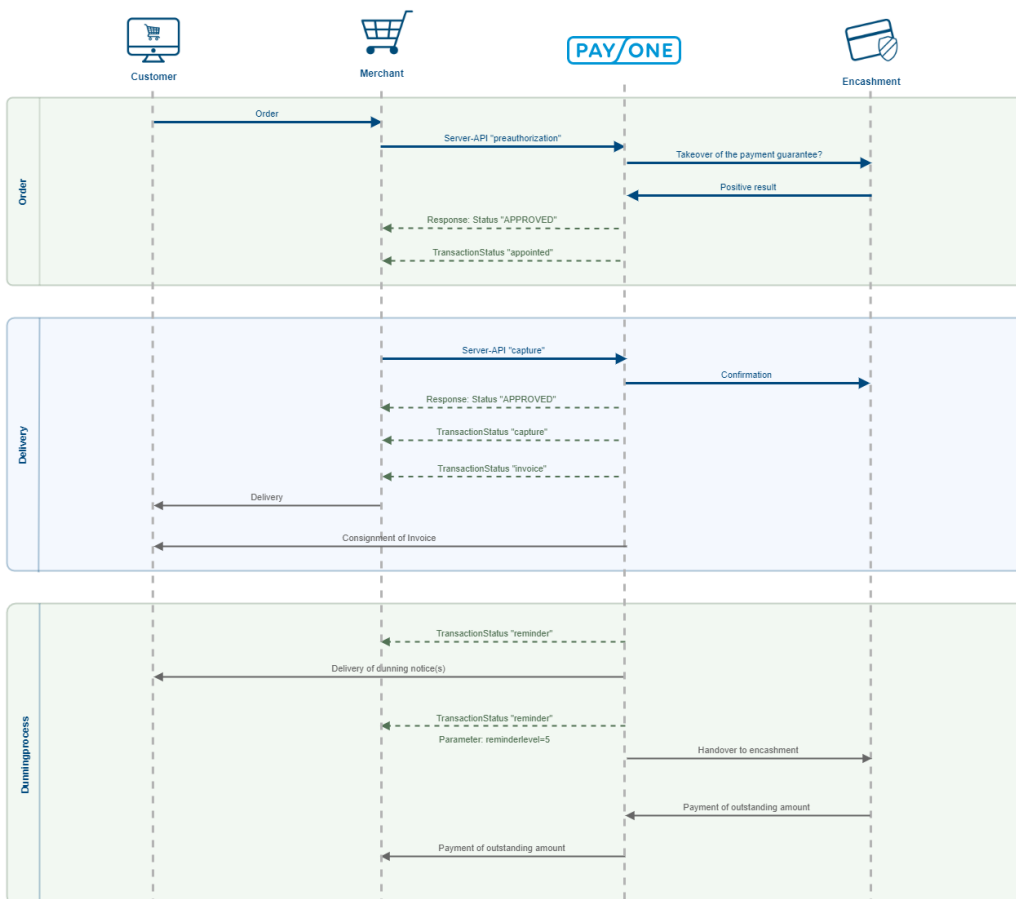 Customer
Merchant
PAY/ONE
Encashment
Order
Order
Server-API "preauthorization"
Takeover of the payment guarantee?
Positive result
Response: Status "APPROVED"
TransactionStatus "appointed"
Delivery
Server-API "capture"
Confirmation
Response: Status "APPROVED"
TransactionStatus "capture"
TransactionStatus "invoice"
Delivery
Consignment of Invoice
Dunningprocess
TransactionStatus "reminder"
Delivery of dunning notice(s)
TransactionStatus "reminder"
Parameter: reminderlevel=5
Handover to encashment
Payment of outstanding amount
Payment of outstanding amount